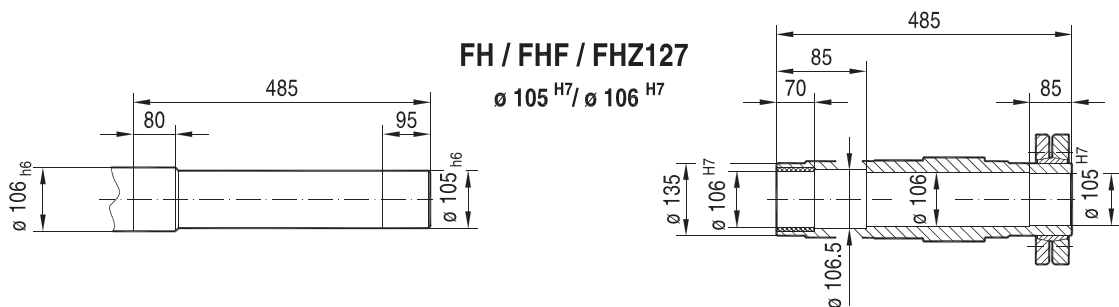 FH / FHF / FHZ127
ø 105 H7/ ø 106 H7
485
80
95
ø 106 h6
ø 105 h6
485
85
70
85
ø 135
ø 106 H7
ø 106.5
ø 106
ø 105 H7